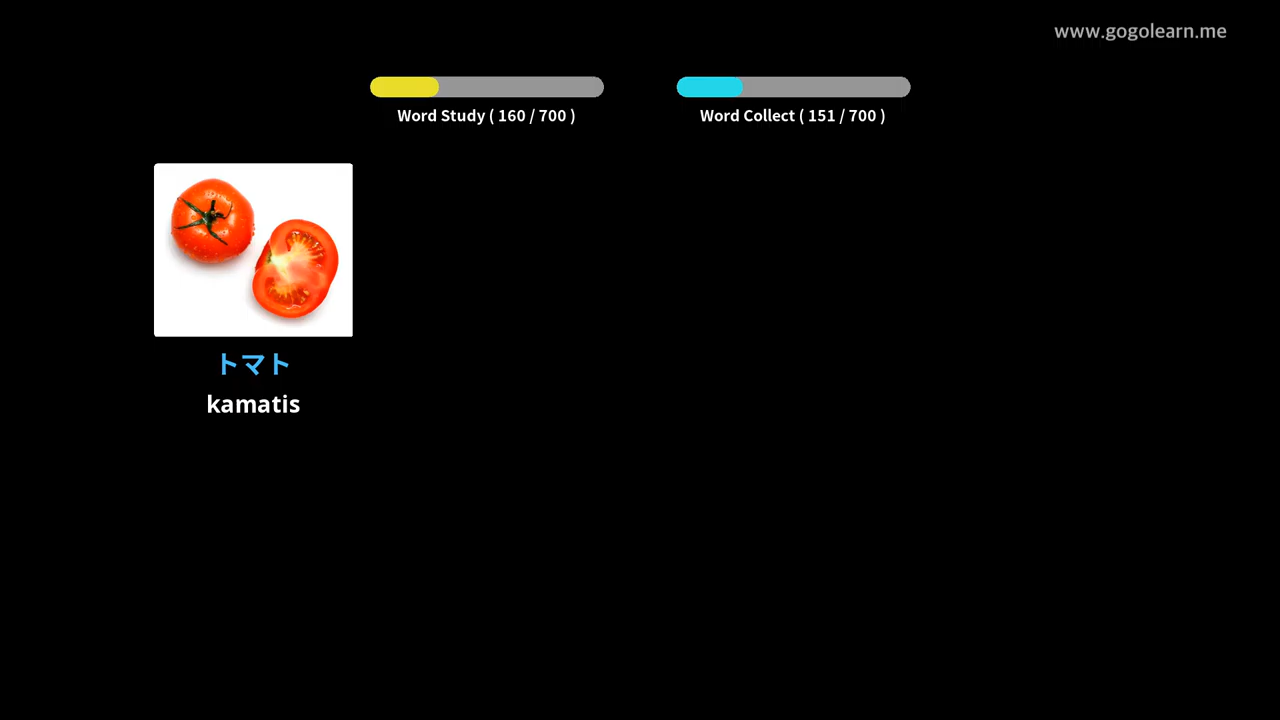 www.gogolearn.me
Word Study ( 160 / 700 )
Word Collect ( 151 / 700 )
トマト
kamatis